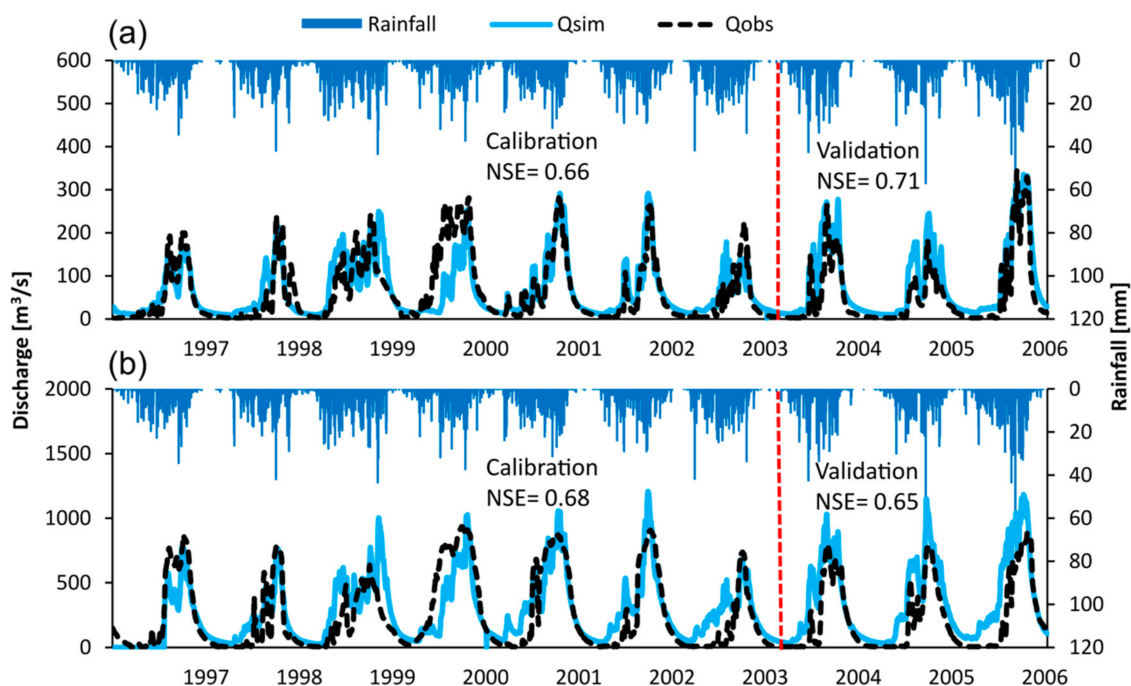 Rainfall Qsim Qobs
(a)
600 0
500 20
400 40
300 60
200 80
100 100
0 120
Calibration
NSE= 0.66
Validation
NSE= 0.71
1997 1998 1999 2000 2001 2002 2003 2004 2005 2006
Discharge [m³/s]
Rainfall [mm]
(b)
2000 0
1500 20
40
1000 60
500 80
100
0 120
Calibration
NSE= 0.68
Validation
NSE= 0.65
1997 1998 1999 2000 2001 2002 2003 2004 2005 2006